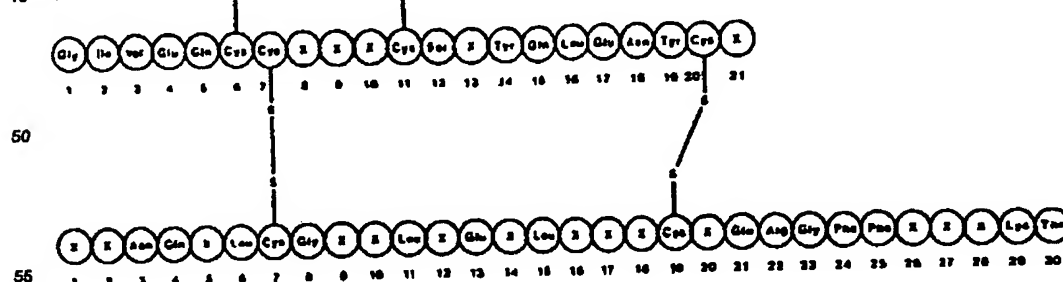 Gly Ile Val Glu Gln Cys Cys X X X Cys Ser X Tyr Gln Leu Glu Asn Tyr Cys X
1 2 3 4 5 6 7 8 9 10 11 12 13 14 15 16 17 18 19 20 21
S S
50
S S
X X Asn Gln X Leu Cys Gly X X Leu X Glu X Leu X X X Cys X Glu Arg Gly Phe Phe X X X Lys Thr
55
1 2 3 4 5 6 7 8 9 10 11 12 13 14 15 16 17 18 19 20 21 22 23 24 25 26 27 28 29 30